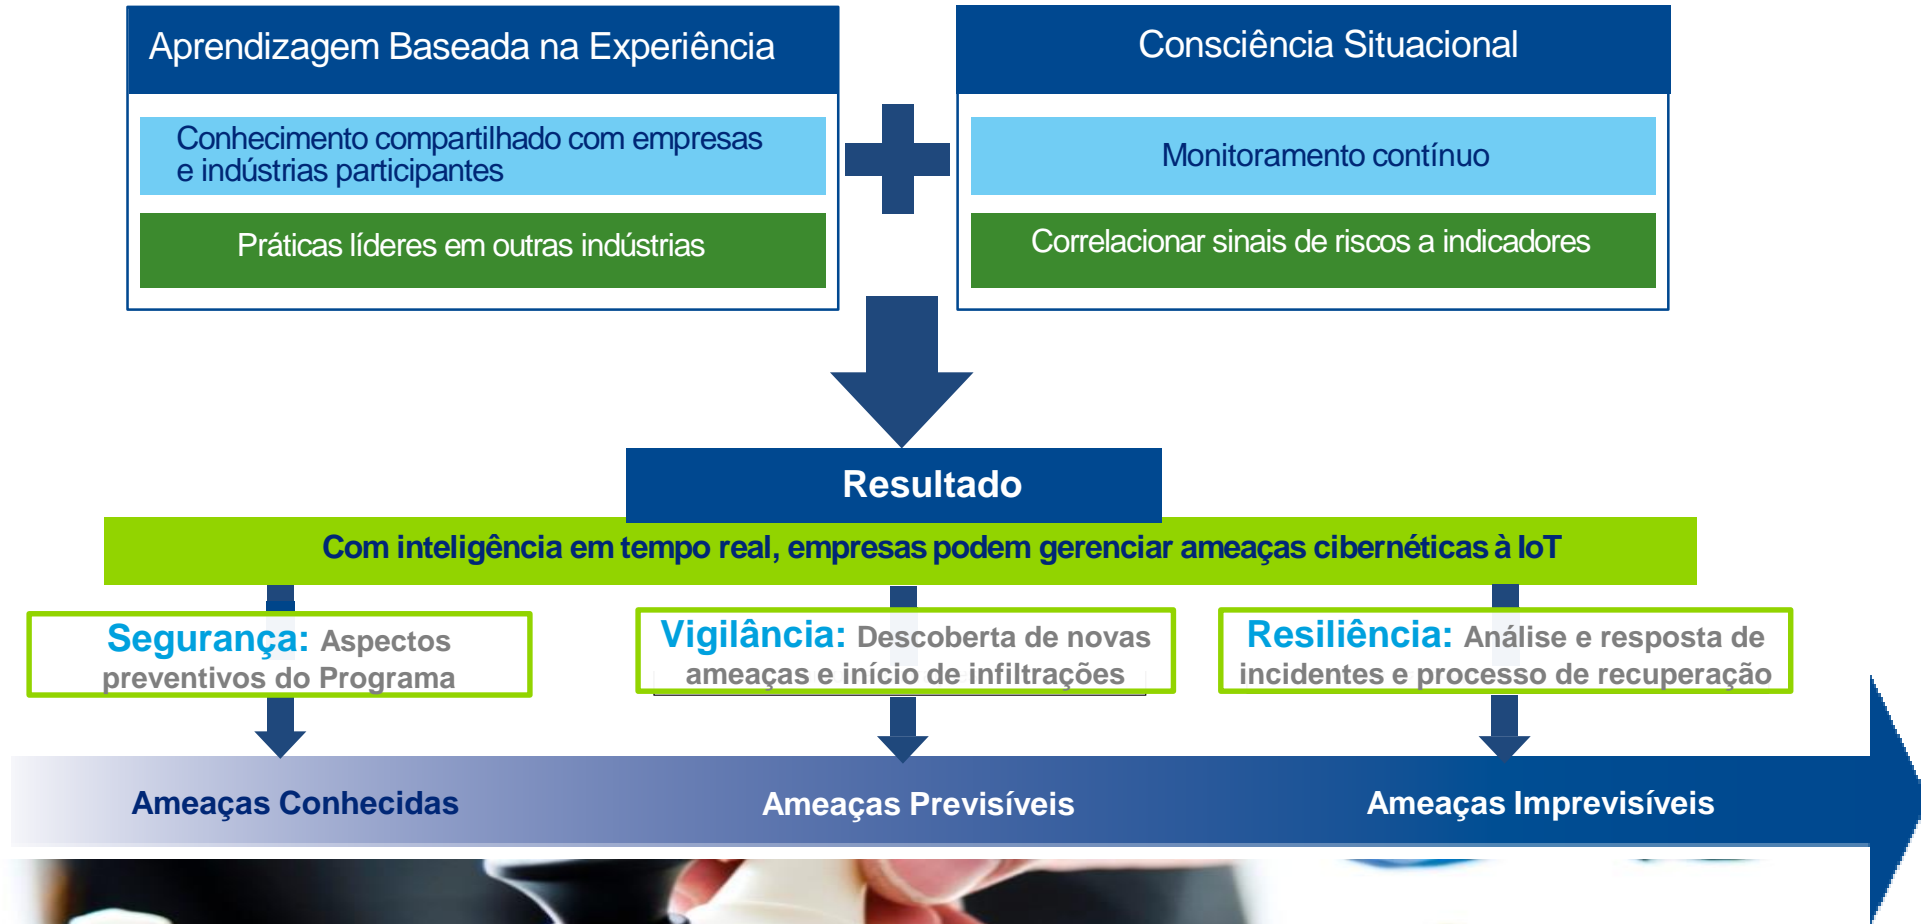 Aprendizagem Baseada na Experiência
Conhecimento compartilhado com empresas
e indústrias participantes
Práticas líderes em outras indústrias
Consciência Situacional
Monitoramento contínuo
Correlacionar sinais de riscos a indicadores
Resultado
Com inteligência em tempo real, empresas podem gerenciar ameaças cibernéticas à IoT
Segurança: Aspectos
preventivos do Programa
Vigilância: Descoberta de novas
ameaças e início de infiltrações
Resiliência: Análise e resposta de
incidentes e processo de recuperação
Ameaças Conhecidas
Ameaças Previsíveis
Ameaças Imprevisíveis